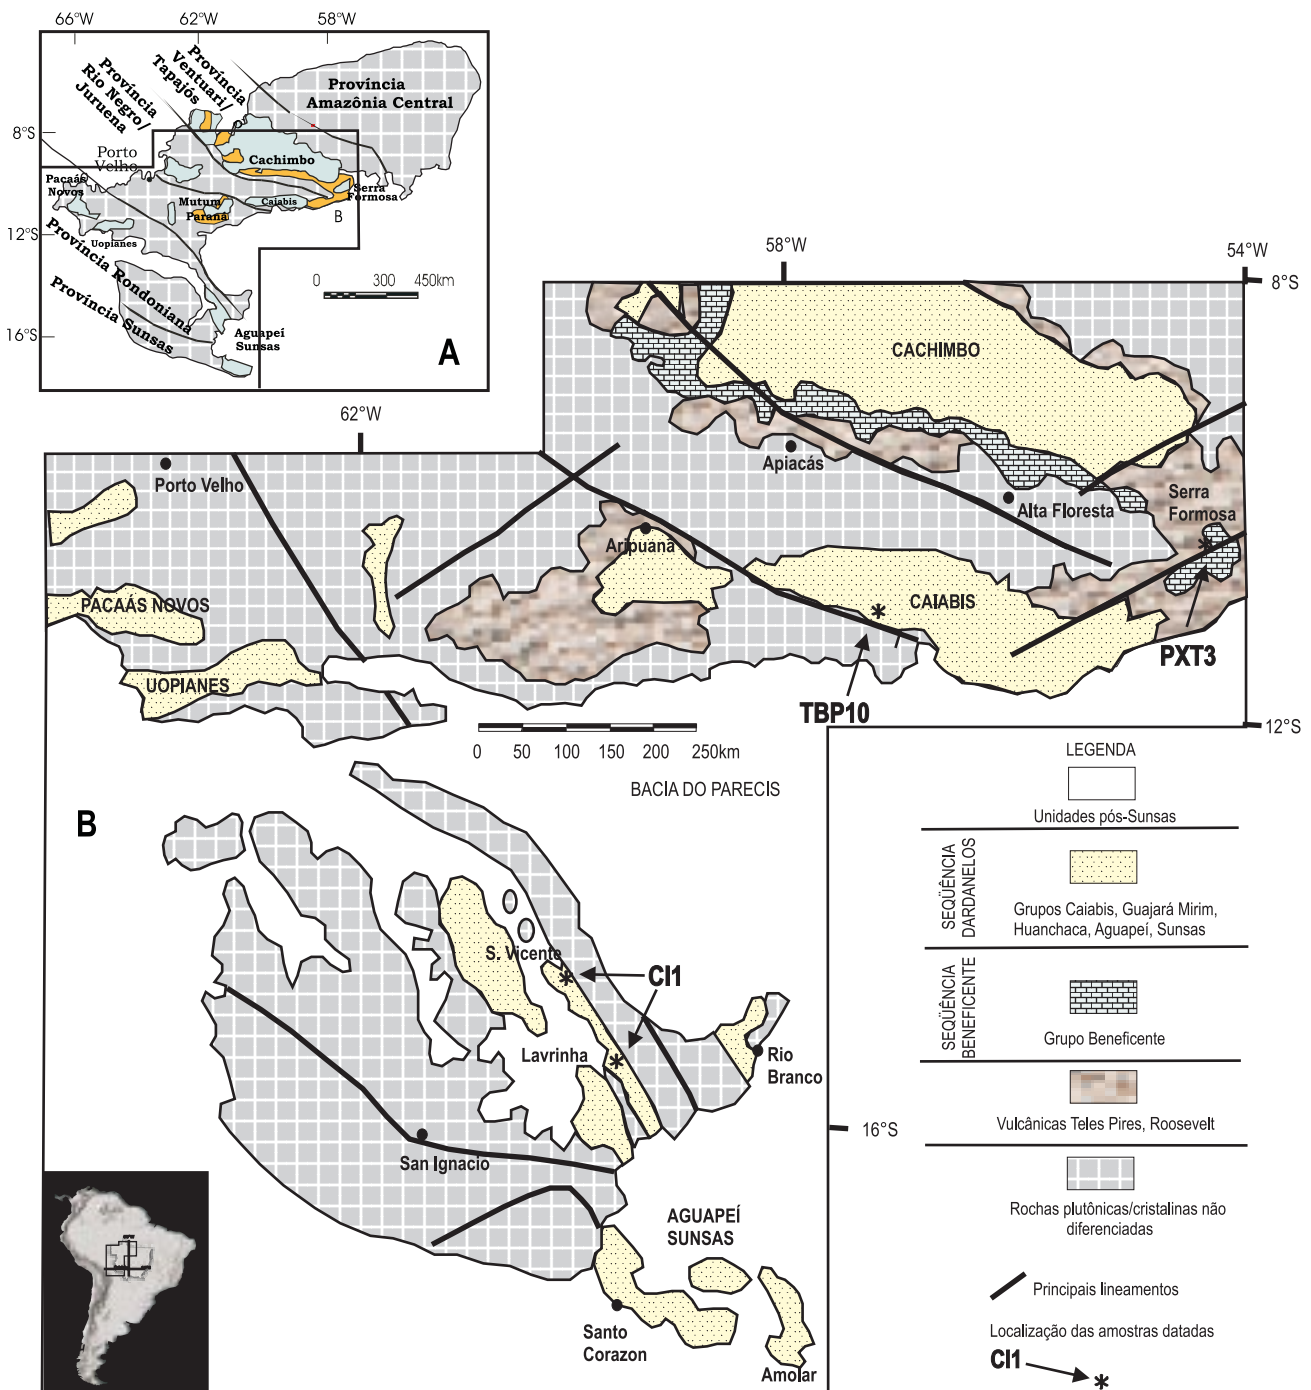 66°W
62°W
58°W
Província
Rio Negro/
Juruena
Província
Ventuari/
Tapajós
Província
Amazônia Central
8°S
Porto
Velho
Cachimbo
Pacaás
Novos
Serra
Formosa
Mutum
Paraná
Caiabis
B
12°S
Uopianes
Província Rondoniana
Província Sunsas
0 300 450km
16°S
Aguapeí
Sunsas
A
58°W
54°W
8°S
62°W
CACHIMBO
Apiacás
Porto Velho
Alta Floresta
Serra
Formosa
Aripuanã
PACAÁS NOVOS
CAIABIS
PXT3
UOPIANES
TBP10
12°S
0 50 100 150 200 250km
BACIA DO PARECIS
B
S. Vicente
CI1
Lavrinha
Rio
Branco
San Ignacio
16°S
AGUAPEÍ
SUNSAS
Santo
Corazon
Amolar
LEGENDA
Unidades pós-Sunsas
SEQÜÊNCIA
DARDANELOS
Grupos Caiabis, Guajará Mirim,
Huanchaca, Aguapeí, Sunsas
SEQÜÊNCIA
BENEFICENTE
Grupo Beneficente
Vulcânicas Teles Pires, Roosevelt
Rochas plutônicas/cristalinas não
diferenciadas
Principais lineamentos
Localização das amostras datadas
CI1